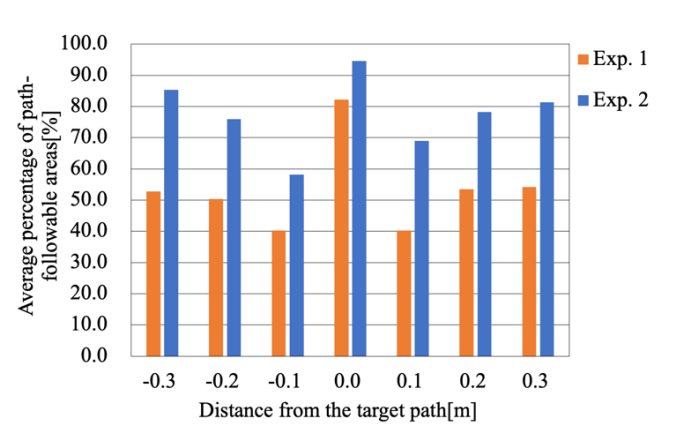 Average percentage of path-
followable areas[%]
100.0
90.0
80.0
70.0
60.0
50.0
40.0
30.0
20.0
10.0
0.0
-0.3 -0.2 -0.1 0.0 0.1 0.2 0.3
Distance from the target path[m]
Exp. 1
Exp. 2